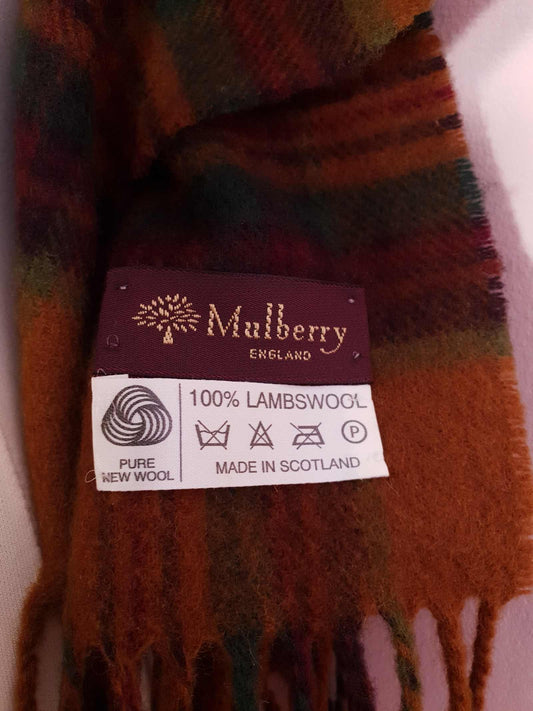 Mulberry
ENGLAND
100% LAMBSWOOL
P
PURE
NEW WOOL
MADE IN SCOTLAND